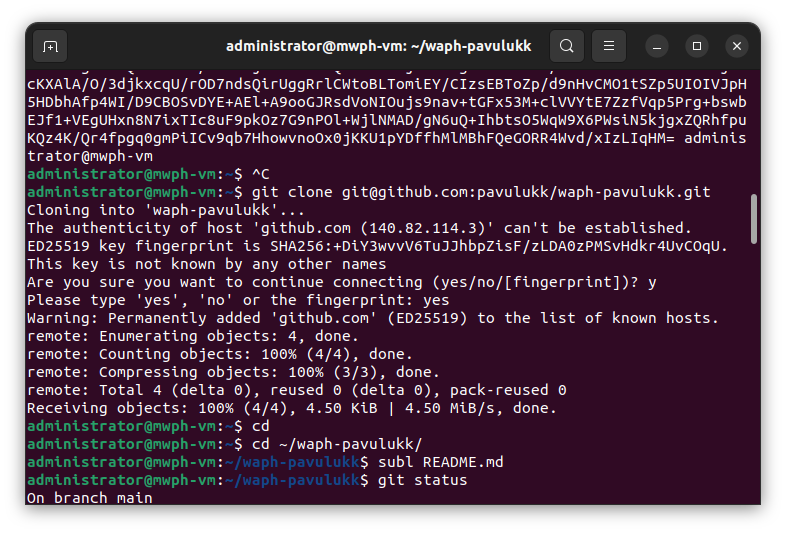 administrator@mwph-vm: ~/waph-pavulukk
cKXAlA/O/3djkxcqU/rOD7ndsQirUggRrlCWtoBLTomiEY/CIzsEBToZp/d9nHvCMO1tSZp5UIOIVJpH
5HDbhAfp4WI/D9CBOSvDYE+AEl+A9ooGJRsdVoNIOujs9nav+tGFx53M+clVVYtE7ZzfVqp5Prg+bswb
EJf1+VEgUHxn8N7ixTIc8uF9pkOz7G9nPOl+WjlNMAD/gN6uQ+IhbtsO5WqW9X6PWsiN5kjgxZQRhfpu
KQz4K/Qr4fpgq0gmPiICv9qb7HhowvnoOx0jKKU1pYDffhMlMBhFQeGORR4Wvd/xIzLIqHM= adminis
trator@mwph-vm
administrator@mwph-vm:~$ ^C
administrator@mwph-vm:~$ git clone git@github.com:pavulukk/waph-pavulukk.git
Cloning into 'waph-pavulukk'...
The authenticity of host 'github.com (140.82.114.3)' can't be established.
ED25519 key fingerprint is SHA256:+DiY3wvvV6TuJJhbpZisF/zLDA0zPMSvHdkr4UvCOqU.
This key is not known by any other names
Are you sure you want to continue connecting (yes/no/[fingerprint])? y
Please type 'yes', 'no' or the fingerprint: yes
Warning: Permanently added 'github.com' (ED25519) to the list of known hosts.
remote: Enumerating objects: 4, done.
remote: Counting objects: 100% (4/4), done.
remote: Compressing objects: 100% (3/3), done.
remote: Total 4 (delta 0), reused 0 (delta 0), pack-reused 0
Receiving objects: 100% (4/4), 4.50 KiB | 4.50 MiB/s, done.
administrator@mwph-vm:~$ cd
administrator@mwph-vm:~$ cd ~/waph-pavulukk/
administrator@mwph-vm:~/waph-pavulukk$ subl README.md
administrator@mwph-vm:~/waph-pavulukk$ git status
On branch main